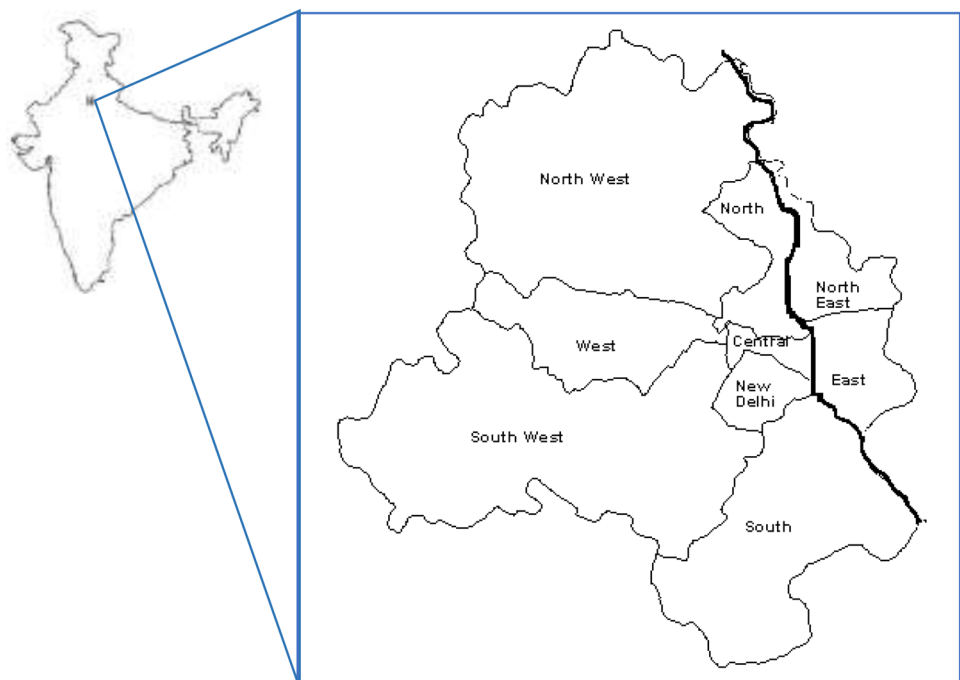 North West
North
North
East
Central
West
East
New
Delhi
South West
South